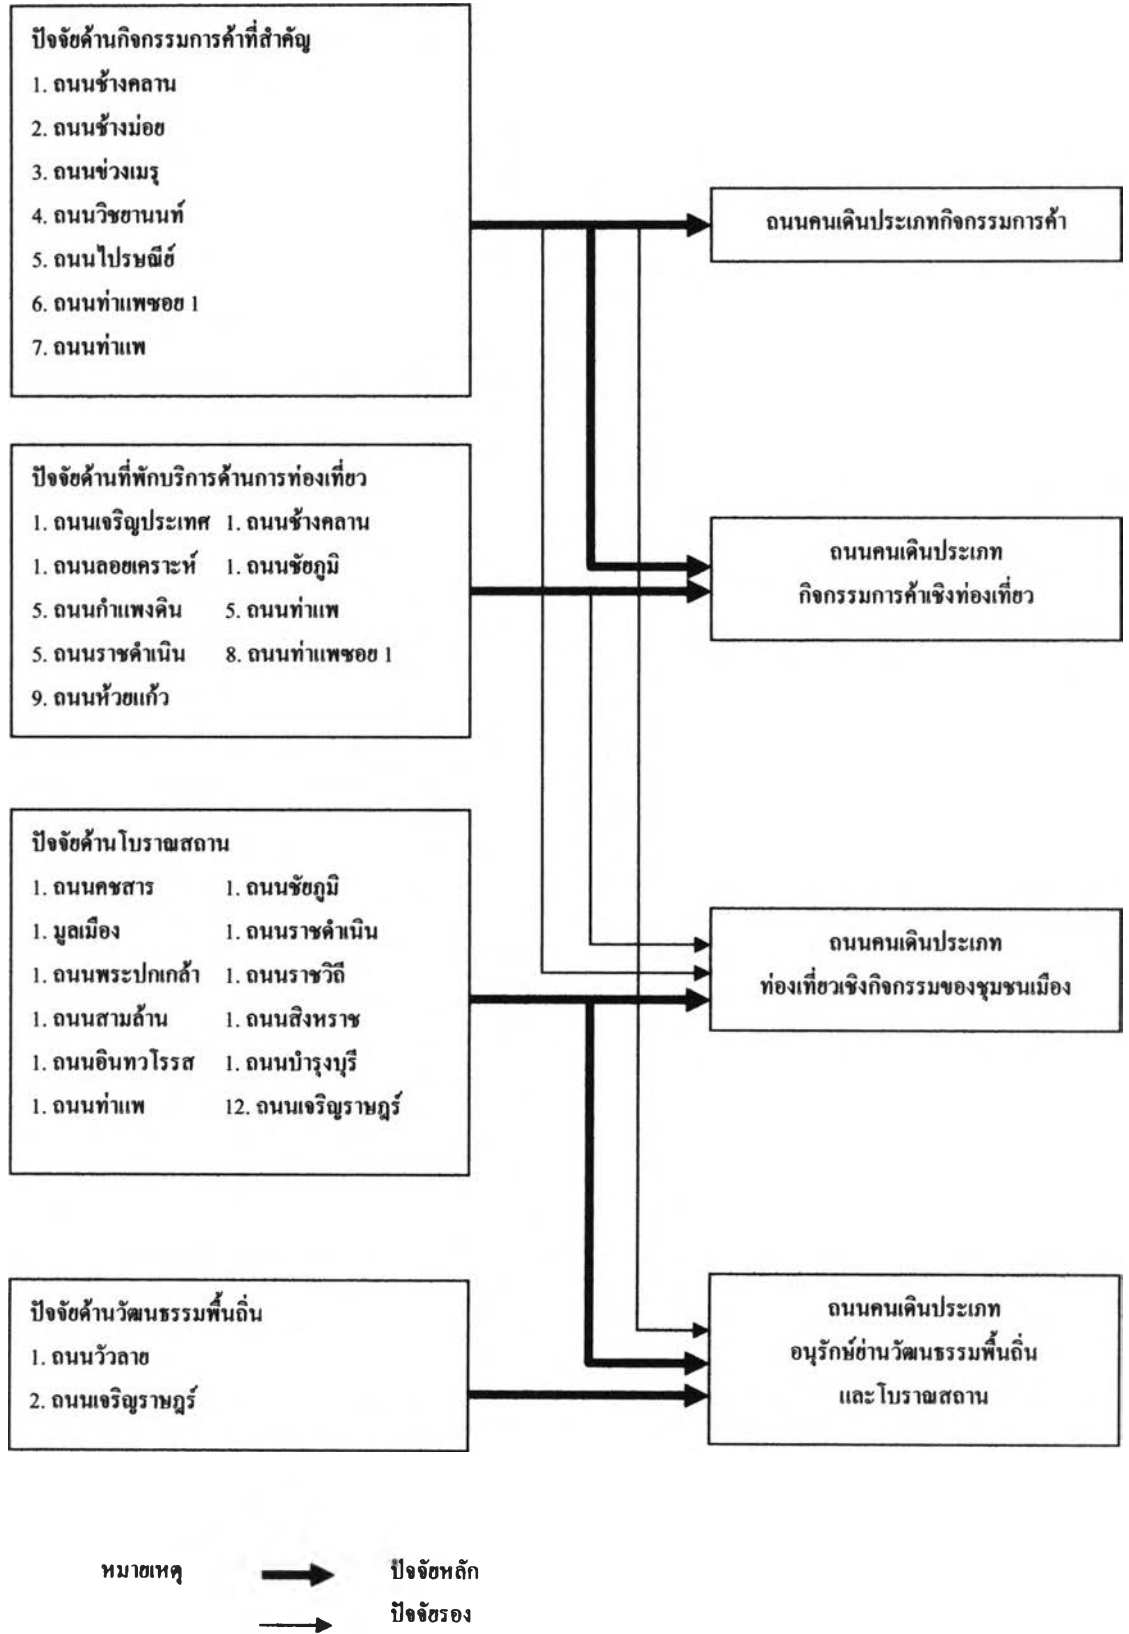 ปัจจัยด้านกิจกรรมการค้าที่สำคัญ
1. ถนนช้างคลาน
2. ถนนช้างม่อย
3. ถนนข่วงเมรุ
4. ถนนวิชยานนท์
5. ถนนไปรษณีย์
6. ถนนท่าแพซอย 1
7. ถนนท่าแพ
ถนนคนเดินประเภทกิจกรรมการค้า
ปัจจัยด้านที่พักบริการด้านการท่องเที่ยว
1. ถนนเจริญประเทศ 1. ถนนช้างคลาน
1. ถนนลอยเคราะห์ 1. ถนนชัยภูมิ
5. ถนนกำแพงดิน 5. ถนนท่าแพ
5. ถนนราชดำเนิน 8. ถนนท่าแพซอย 1
9. ถนนห้วยแก้ว
ถนนคนเดินประเภท
กิจกรรมการค้าเชิงท่องเที่ยว
ปัจจัยด้านโบราณสถาน
1. ถนนคชสาร 1. ถนนชัยภูมิ
1. มูลเมือง 1. ถนนราชดำเนิน
1. ถนนพระปกเกล้า 1. ถนนราชวิถี
1. ถนนสามล้าน 1. ถนนสิงหราช
1. ถนนอินทวโรรส 1. ถนนบำรุงบุรี
1. ถนนท่าแพ 12. ถนนเจริญราษฎร์
ถนนคนเดินประเภท
ท่องเที่ยวเชิงกิจกรรมของชุมชนเมือง
ปัจจัยด้านวัฒนธรรมพื้นถิ่น
1. ถนนวัวลาย
2. ถนนเจริญราษฎร์
ถนนคนเดินประเภท
อนุรักษ์ย่านวัฒนธรรมพื้นถิ่น
และโบราณสถาน
หมายเหตุ ปัจจัยหลัก
ปัจจัยรอง